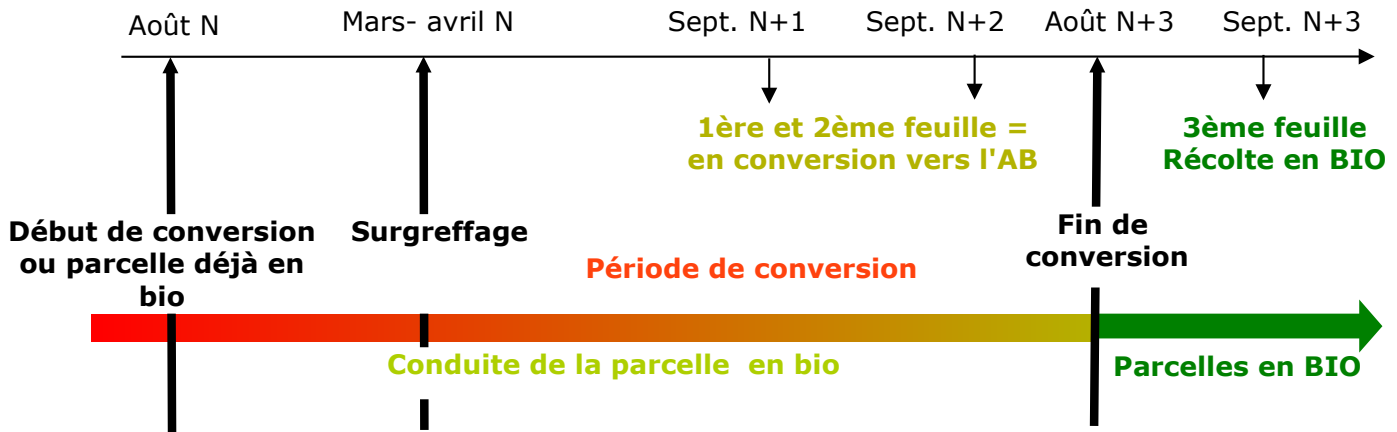 Août N
Mars- avril N
Sept. N+1
Sept. N+2
Août N+3
Sept. N+3
1ère et 2ème feuille =
en conversion vers l'AB
3ème feuille
Récolte en BIO
Début de conversion
ou parcelle déjà en
bio
Surgreffage
Fin de
conversion
Période de conversion
Conduite de la parcelle en bio
Parcelles en BIO